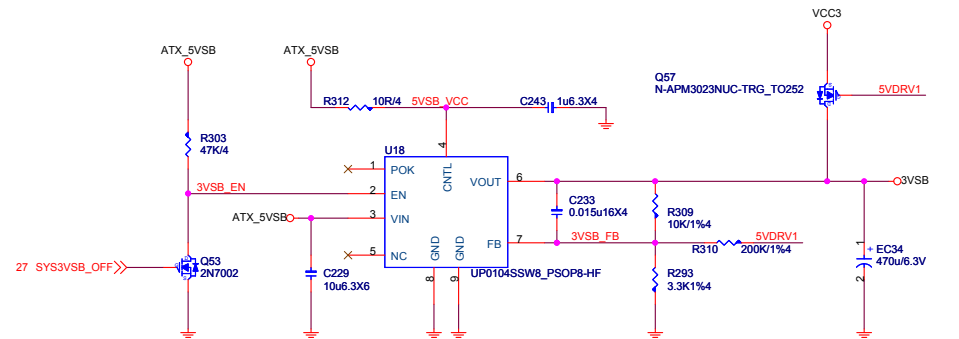 VCC3
ATX_5VSB
ATX_5VSB
Q57
N-APM3023NUC-TRG_TO252
5VDRV1
R312
10R/4
5VSB_VCC
C243
1u6.3X4
R303
47K/4
4
U18
1
POK
CNTL
VOUT
6
3VSB
3VSB_EN
2
EN
C233
0.015u16X4
R309
10K/1%4
ATX_5VSB
3
VIN
3VSB_FB
5VDRV1
7
FB
R310
200K/1%4
1
+
EC34
470u/6.3V
2
5
NC
GND
GND
8
9
UP0104SSW8_PSOP8-HF
27 SYS3VSB_OFF
Q53
2N7002
C229
10u6.3X6
R293
3.3K1%4